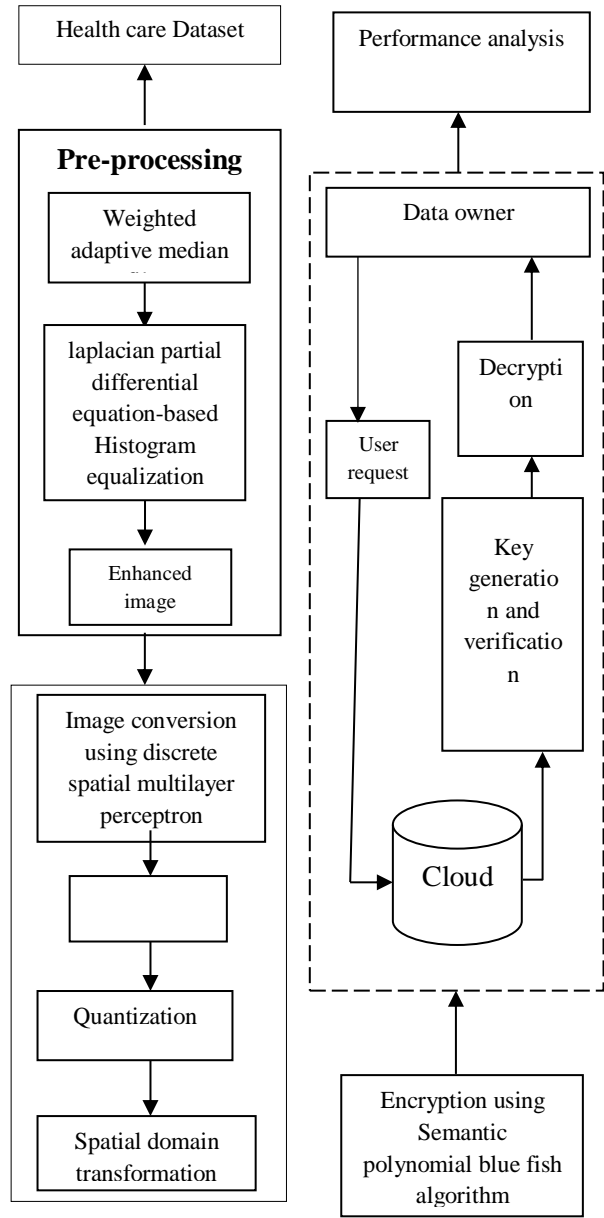 Health care Dataset
Pre-processing
Weighted
adaptive median
laplacian partial
differential
equation-based
Histogram
equalization
Enhanced
image
Image conversion
using discrete
spatial multilayer
perceptron
Quantization
Spatial domain
transformation
Performance analysis
Data owner
Decrypti
on
User
request
Key
generatio
n and
verificatio
n
Cloud
Encryption using
Semantic
polynomial blue fish
algorithm